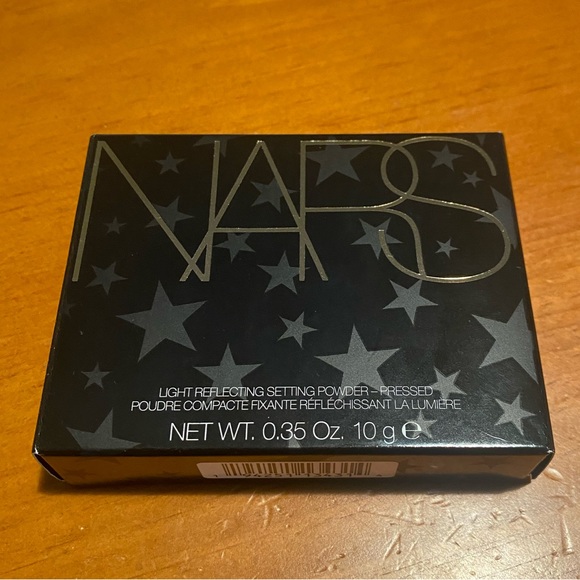 NARS
LIGHT REFLECTING SETTING POWDER – PRESSED
POUDRE COMPACTE FIXANTE RÉFLÉCHISSANT LA LUMIÈRE
NET WT. 0.35 Oz. 10 g ℮